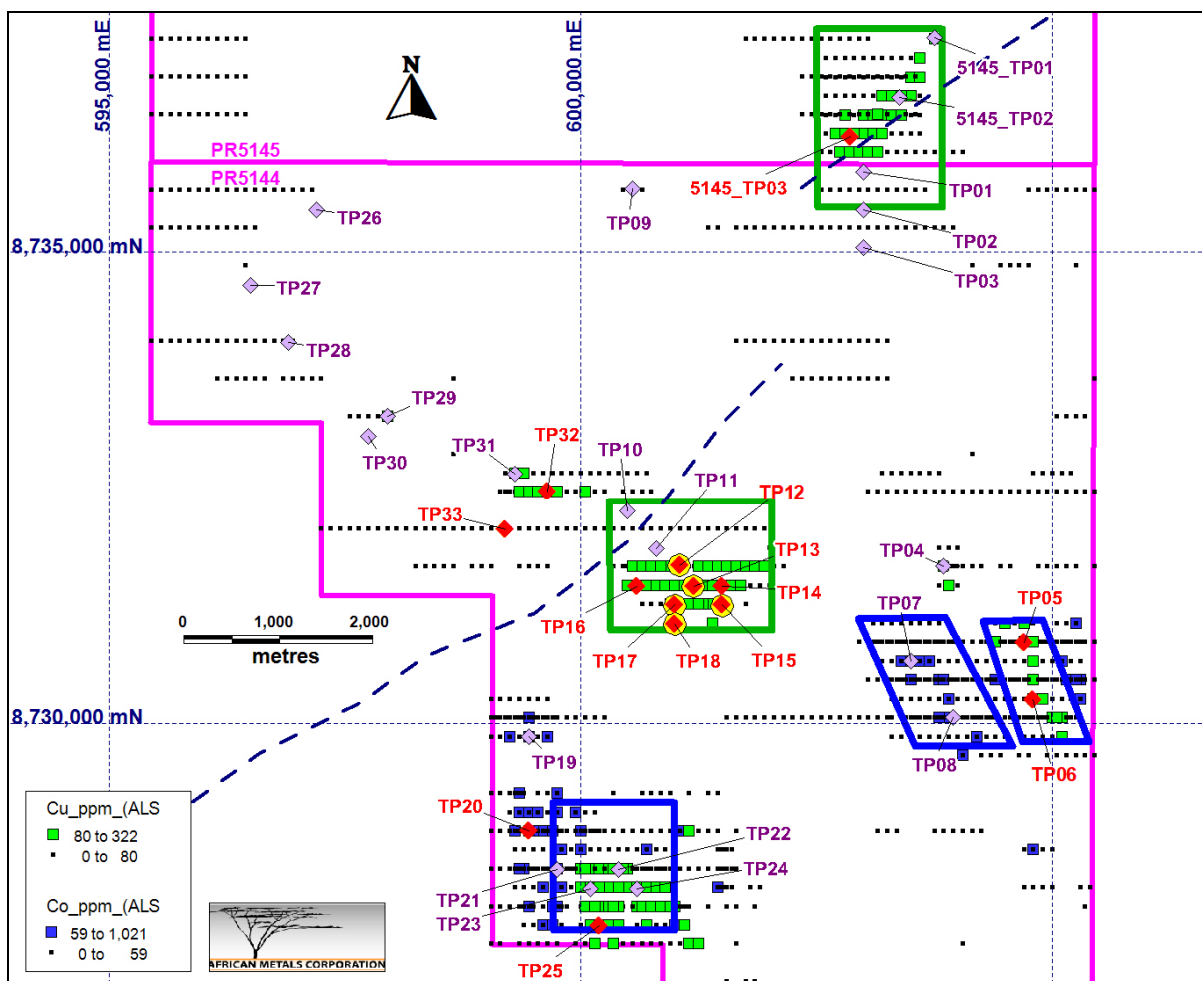 595,000 mE
600,000 mE
N
5145_TP01
5145_TP02
PR5145
PR5144
5145_TP03
TP01
TP26
TP09
TP02
8,735,000 mN
TP03
TP27
TP28
TP29
TP30
TP31
TP32
TP10
TP11
TP12
TP33
TP13
TP04
TP14
TP07
TP05
0 1,000 2,000
metres
TP16
TP17
TP18
TP15
8,730,000 mN
TP19
TP08
TP06
Cu_ppm_(ALS
80 to 322
0 to 80
TP20
TP22
TP21
TP24
TP23
Co_ppm_(ALS
59 to 1,021
0 to 59
AFRICAN METALS CORPORATION
TP25